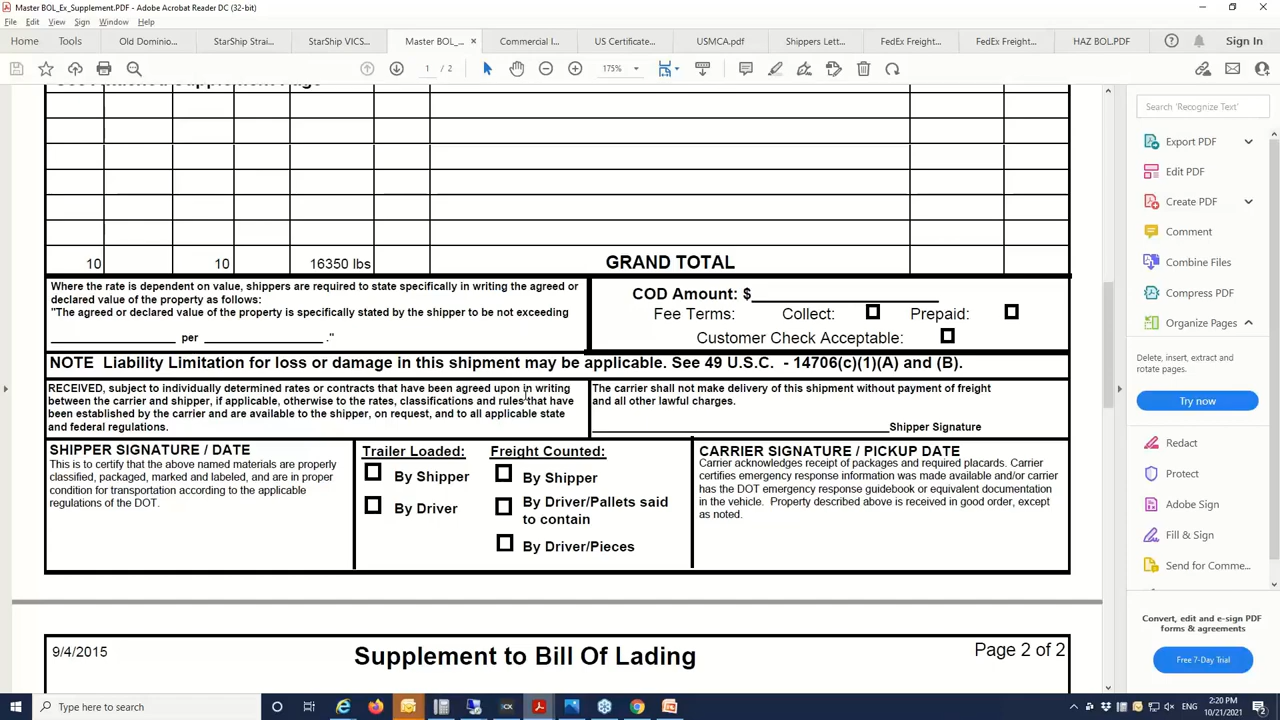 Master BOL_Ex_Supplement.PDF - Adobe Acrobat Reader DC (32-bit)
File Edit View Sign Window Help
Home Tools Old Dominio... StarShip Strai... StarShip VICS... Master BOL_... × Commercial I... US Certificate... USMCA.pdf Shippers Lett... FedEx Freight... FedEx Freight... HAZ BOL.PDF Sign In
1 / 2 175%
10 10 16350 lbs GRAND TOTAL
Where the rate is dependent on value, shippers are required to state specifically in writing the agreed or
declared value of the property as follows:
"The agreed or declared value of the property is specifically stated by the shipper to be not exceeding
____________ per ____________ ."
COD Amount: $____________
Fee Terms: Collect: Prepaid:
Customer Check Acceptable:
NOTE Liability Limitation for loss or damage in this shipment may be applicable. See 49 U.S.C. - 14706(c)(1)(A) and (B).
RECEIVED, subject to individually determined rates or contracts that have been agreed upon in writing
between the carrier and shipper, if applicable, otherwise to the rates, classifications and rules that have
been established by the carrier and are available to the shipper, on request, and to all applicable state
and federal regulations.
The carrier shall not make delivery of this shipment without payment of freight
and all other lawful charges.
____________Shipper Signature
SHIPPER SIGNATURE / DATE
This is to certify that the above named materials are properly
classified, packaged, marked and labeled, and are in proper
condition for transportation according to the applicable
regulations of the DOT.
Trailer Loaded:
By Shipper
By Driver
Freight Counted:
By Shipper
By Driver/Pallets said
to contain
By Driver/Pieces
CARRIER SIGNATURE / PICKUP DATE
Carrier acknowledges receipt of packages and required placards. Carrier
certifies emergency response information was made available and/or carrier
has the DOT emergency response guidebook or equivalent documentation
in the vehicle. Property described above is received in good order, except
as noted.
9/4/2015
Supplement to Bill Of Lading
Page 2 of 2
Search 'Recognize Text'
Export PDF
Edit PDF
Create PDF
Comment
Combine Files
Compress PDF
Organize Pages
Delete, insert, extract and
rotate pages.
Try now
Redact
Protect
Adobe Sign
Fill & Sign
Send for Comme...
Convert, edit and e-sign PDF
forms & agreements
Free 7-Day Trial
Type here to search
ENG
2:20 PM
10/21/2021
2